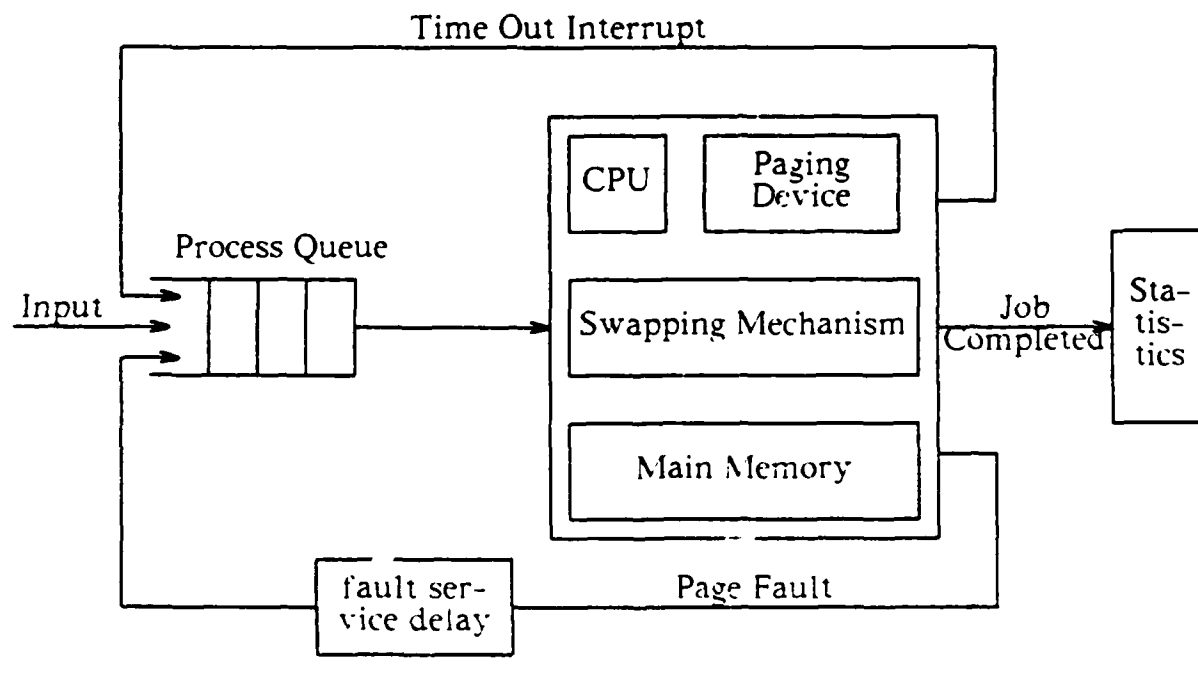 Time Out Interrupt
CPU
Paging
Device
Process Queue
Input
Swapping Mechanism
Job
Completed
Sta-
tis-
tics
Main Memory
fault ser-
vice delay
Page Fault